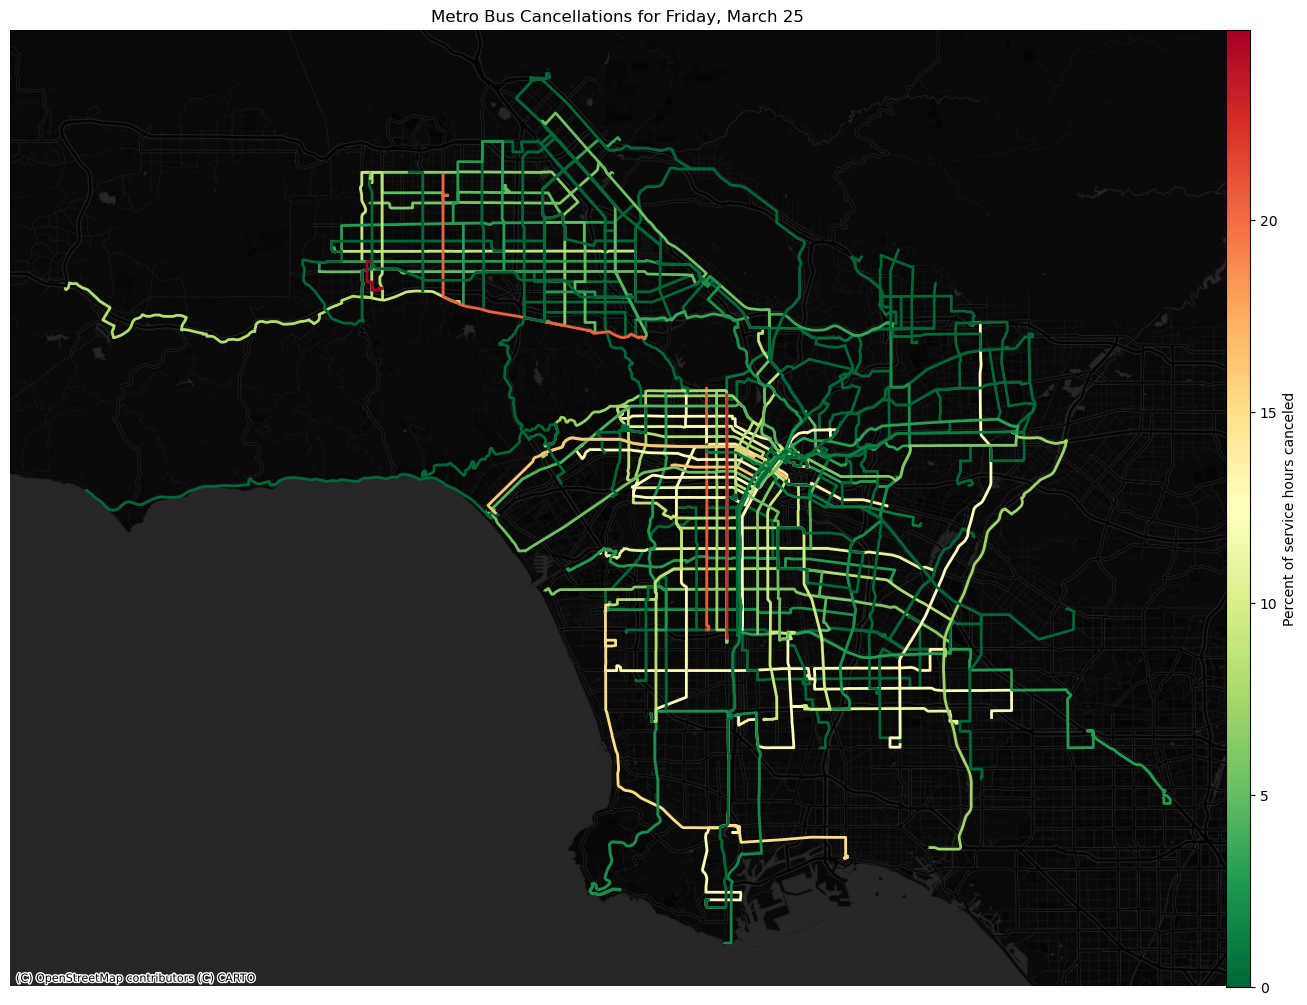 Metro Bus Cancellations for Friday, March 25
20
15
10
5
0
Percent of service hours canceled
(C) OpenStreetMap contributors (C) CARTO